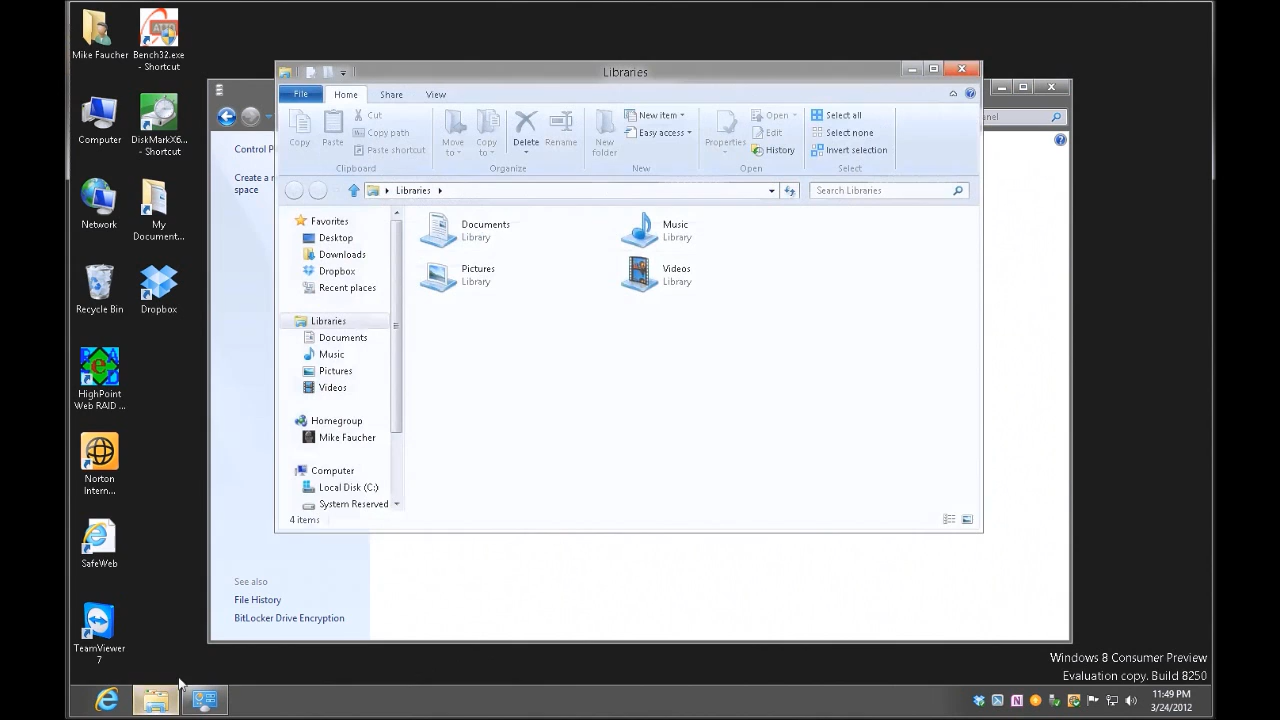 Mike Faucher
Bench32.exe
- Shortcut
Computer
DiskMarkX6...
- Shortcut
Network
My
Document...
Recycle Bin
Dropbox
HighPoint
Web RAID ...
Norton
Intern...
SafeWeb
TeamViewer
7
Libraries
File Home Share View
Copy
Paste
Cut
Copy path
Paste shortcut
Clipboard
Move
to
Copy
to
Delete
Rename
Organize
New
folder
New item
Easy access
New
Properties
Open
Edit
History
Open
Select all
Select none
Invert selection
Select
Libraries
Search Libraries
Favorites
Desktop
Downloads
Dropbox
Recent places
Libraries
Documents
Music
Pictures
Videos
Homegroup
Mike Faucher
Computer
Local Disk (C:)
System Reserved
Documents
Library
Music
Library
Pictures
Library
Videos
Library
4 items
anel
Control P
Create a n
space
See also
File History
BitLocker Drive Encryption
Windows 8 Consumer Preview
Evaluation copy. Build 8250
11:49 PM
3/24/2012